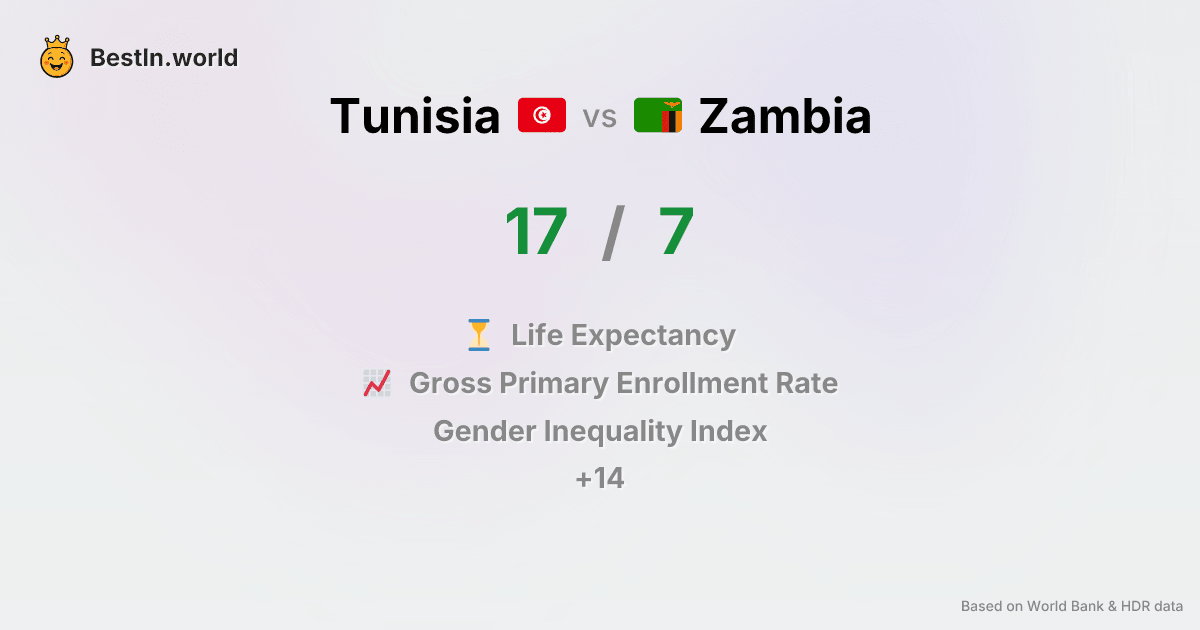 BestIn.world
Tunisia vs Zambia
17 / 7
Life Expectancy
Gross Primary Enrollment Rate
Gender Inequality Index
+14
Based on World Bank & HDR data